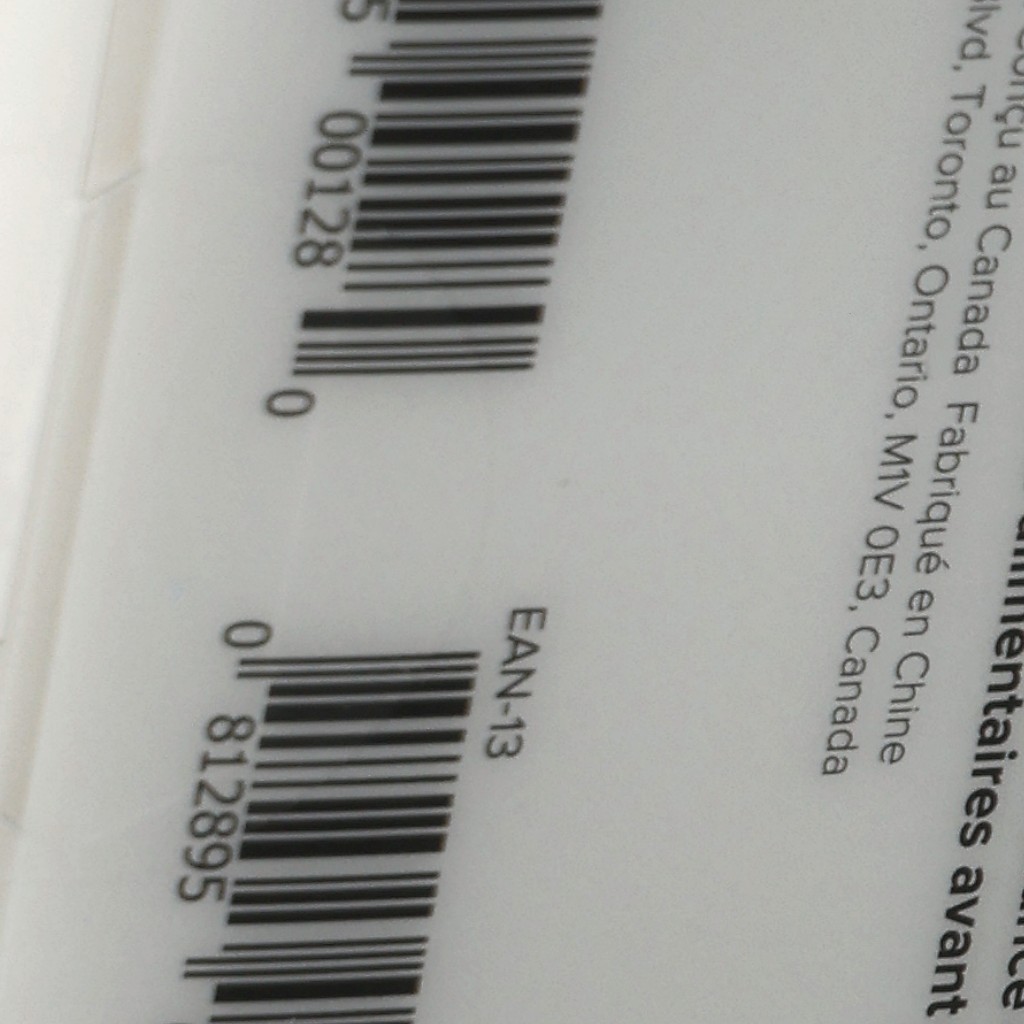 Conçu au Canada Fabriqué en Chine
Blvd, Toronto, Ontario, M1V 0E3, Canada
avant
5 00128 0
EAN-13
0 812895